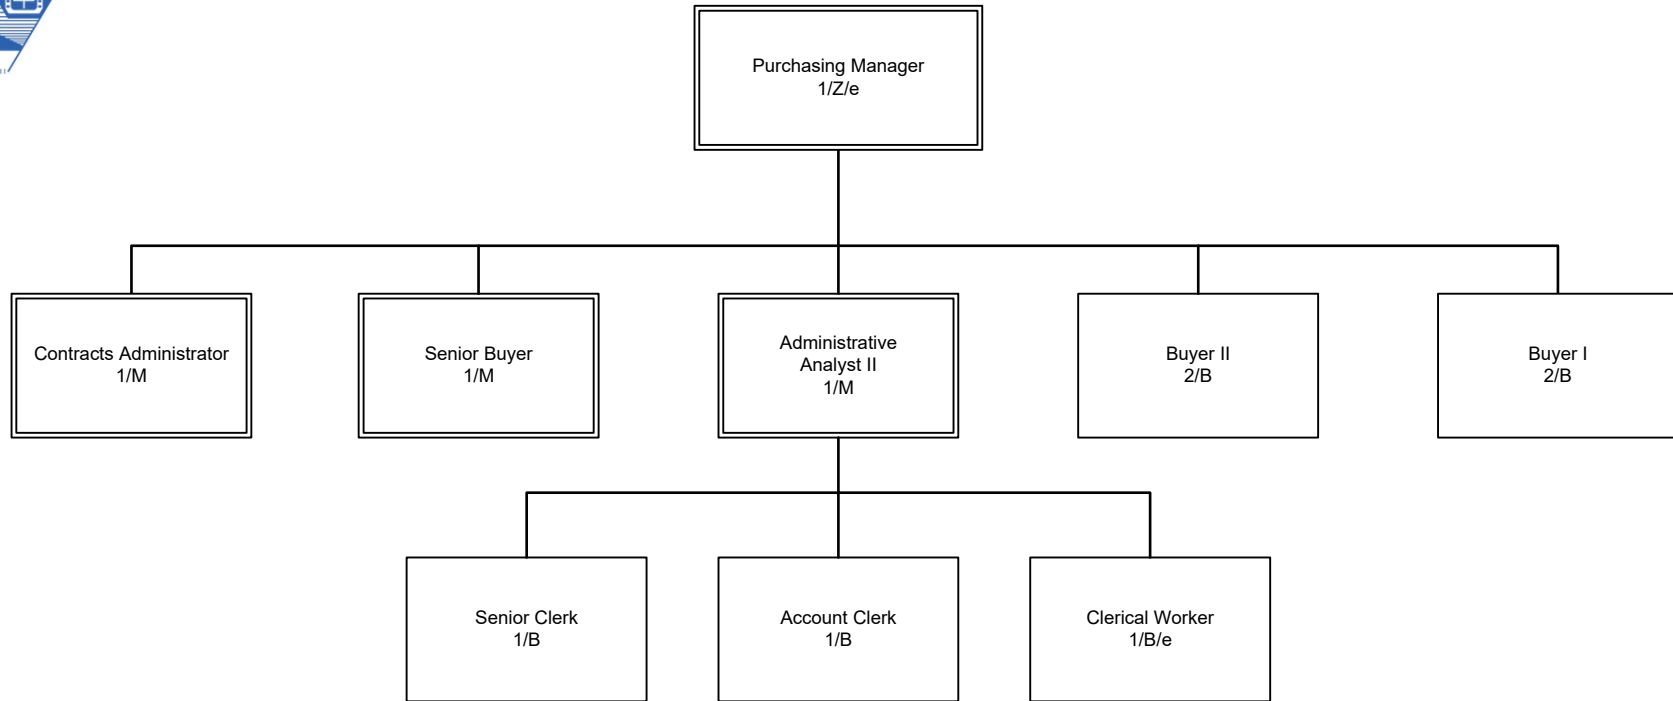 Purchasing Manager
1/Z/e
Contracts Administrator
1/M
Senior Buyer
1/M
Administrative
Analyst II
1/M
Buyer II
2/B
Buyer I
2/B
Senior Clerk
1/B
Account Clerk
1/B
Clerical Worker
1/B/e